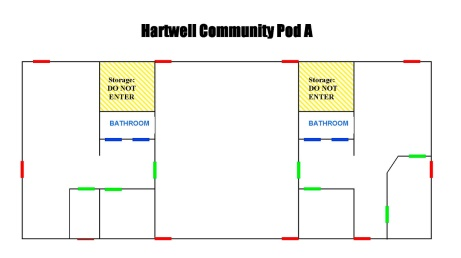 Hartwell Community Pod A
Storage:
DO NOT
ENTER
Storage:
DO NOT
ENTER
BATHROOM
BATHROOM